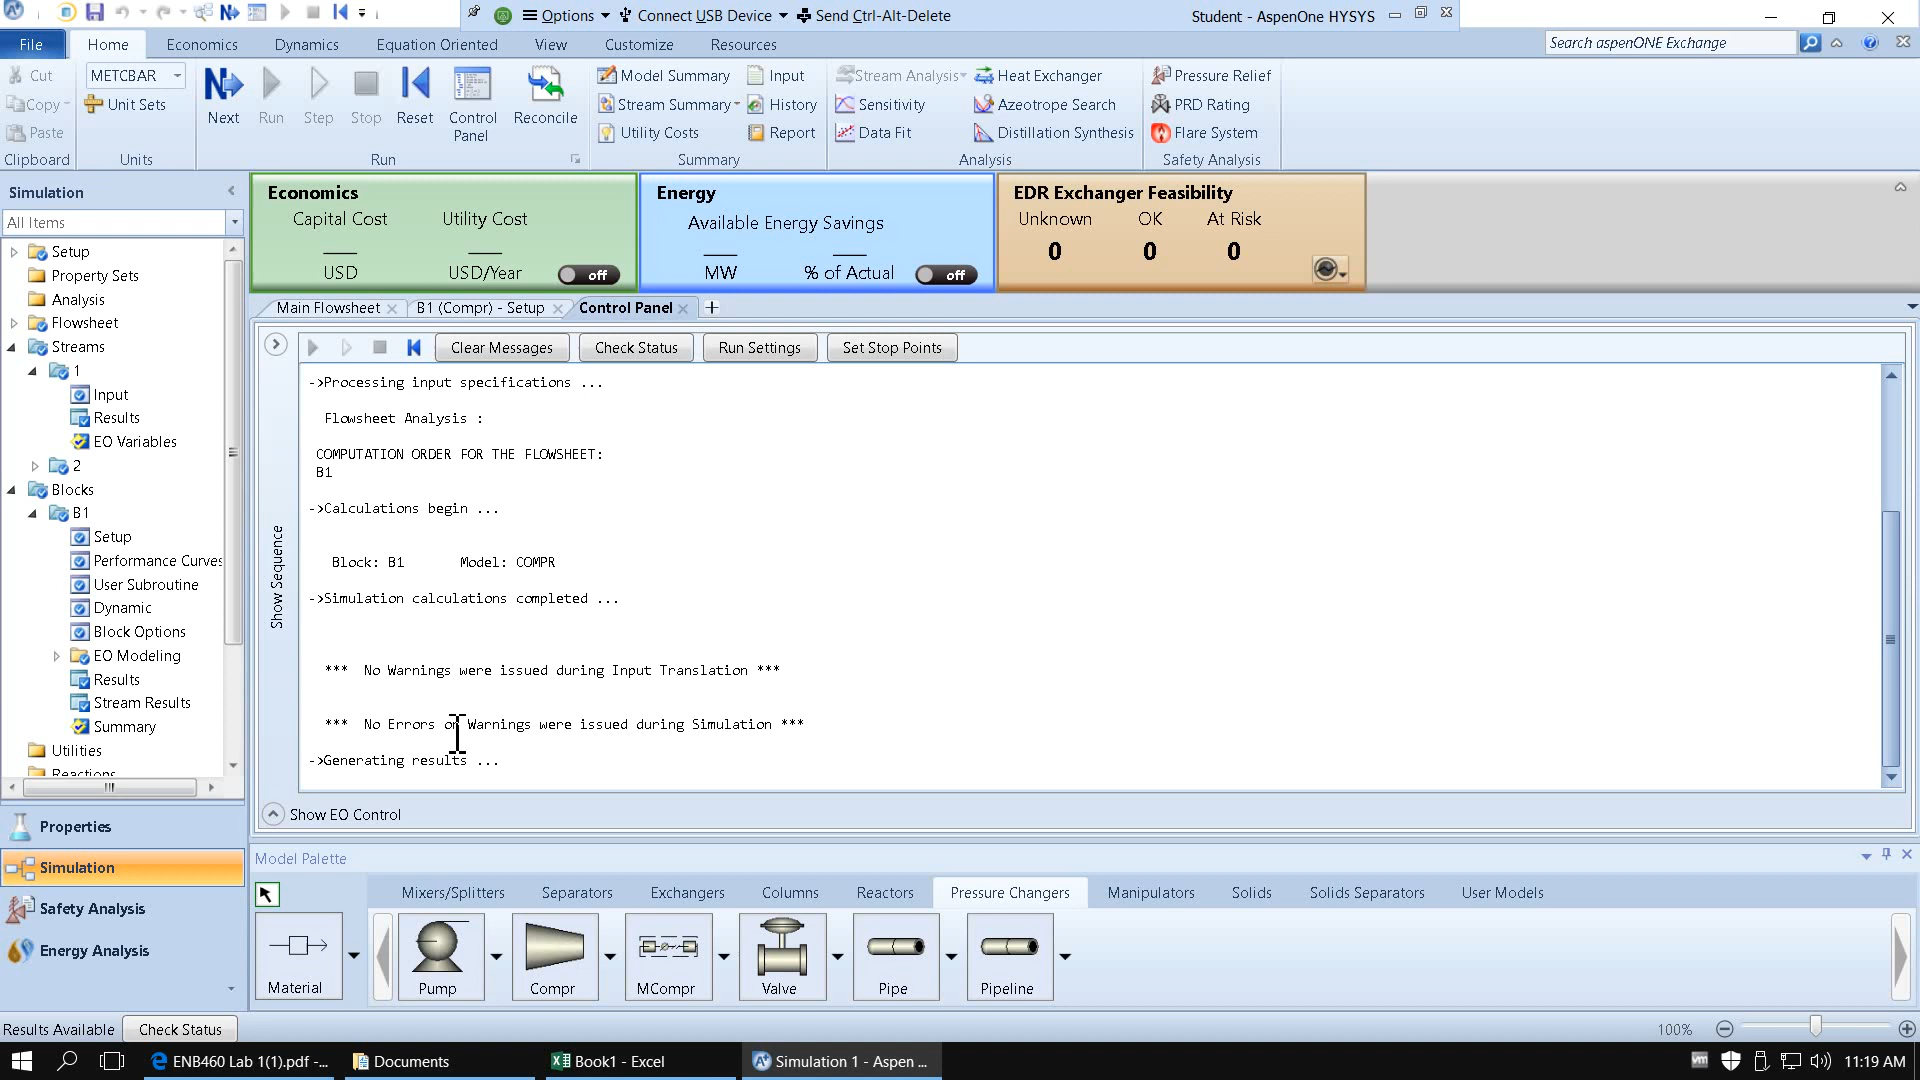 Options
Connect USB Device
Send Ctrl-Alt-Delete
Student - AspenOne HYSYS
File
Home
Economics
Dynamics
Equation Oriented
View
Customize
Resources
Search aspenONE Exchange
Cut
Copy
Paste
Clipboard
METCBAR
Unit Sets
Units
Next
Run
Step
Stop
Reset
Control Panel
Reconcile
Run
Model Summary
Input
Stream Summary
History
Utility Costs
Report
Summary
Stream Analysis
Heat Exchanger
Sensitivity
Azeotrope Search
Data Fit
Distillation Synthesis
Analysis
Pressure Relief
PRD Rating
Flare System
Safety Analysis
Simulation
All Items
Setup
Property Sets
Analysis
Flowsheet
Streams
1
Input
Results
EO Variables
2
Blocks
B1
Setup
Performance Curves
User Subroutine
Dynamic
Block Options
EO Modeling
Results
Stream Results
Summary
Utilities
Reactions
Properties
Simulation
Safety Analysis
Energy Analysis
Economics
Capital Cost Utility Cost
USD USD/Year off
Energy
Available Energy Savings
MW % of Actual off
EDR Exchanger Feasibility
Unknown OK At Risk
0 0 0
Main Flowsheet
B1 (Compr) - Setup
Control Panel
Clear Messages
Check Status
Run Settings
Set Stop Points
Show Sequence
->Processing input specifications ...
Flowsheet Analysis :
COMPUTATION ORDER FOR THE FLOWSHEET:
B1
->Calculations begin ...
Block: B1 Model: COMPR
->Simulation calculations completed ...
*** No Warnings were issued during Input Translation ***
*** No Errors or Warnings were issued during Simulation ***
->Generating results ...
Show EO Control
Model Palette
Mixers/Splitters
Separators
Exchangers
Columns
Reactors
Pressure Changers
Manipulators
Solids
Solids Separators
User Models
Material
Pump
Compr
MCompr
Valve
Pipe
Pipeline
Results Available
Check Status
100%
ENB460 Lab 1(1).pdf -...
Documents
Book1 - Excel
Simulation 1 - Aspen ...
vm
11:19 AM